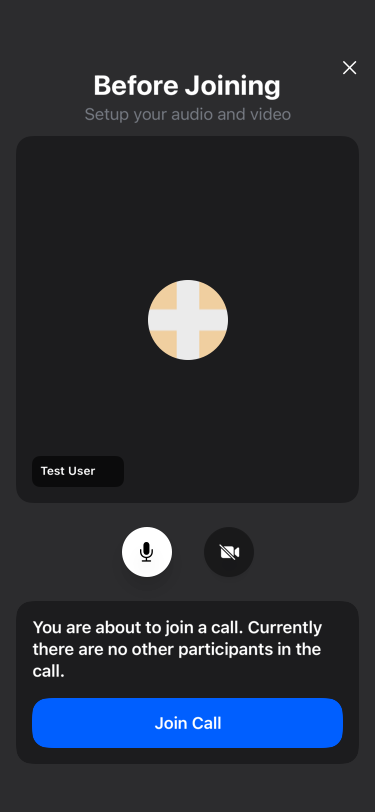 Before Joining
Setup your audio and video
Test User
You are about to join a call. Currently
there are no other participants in the
call.
Join Call